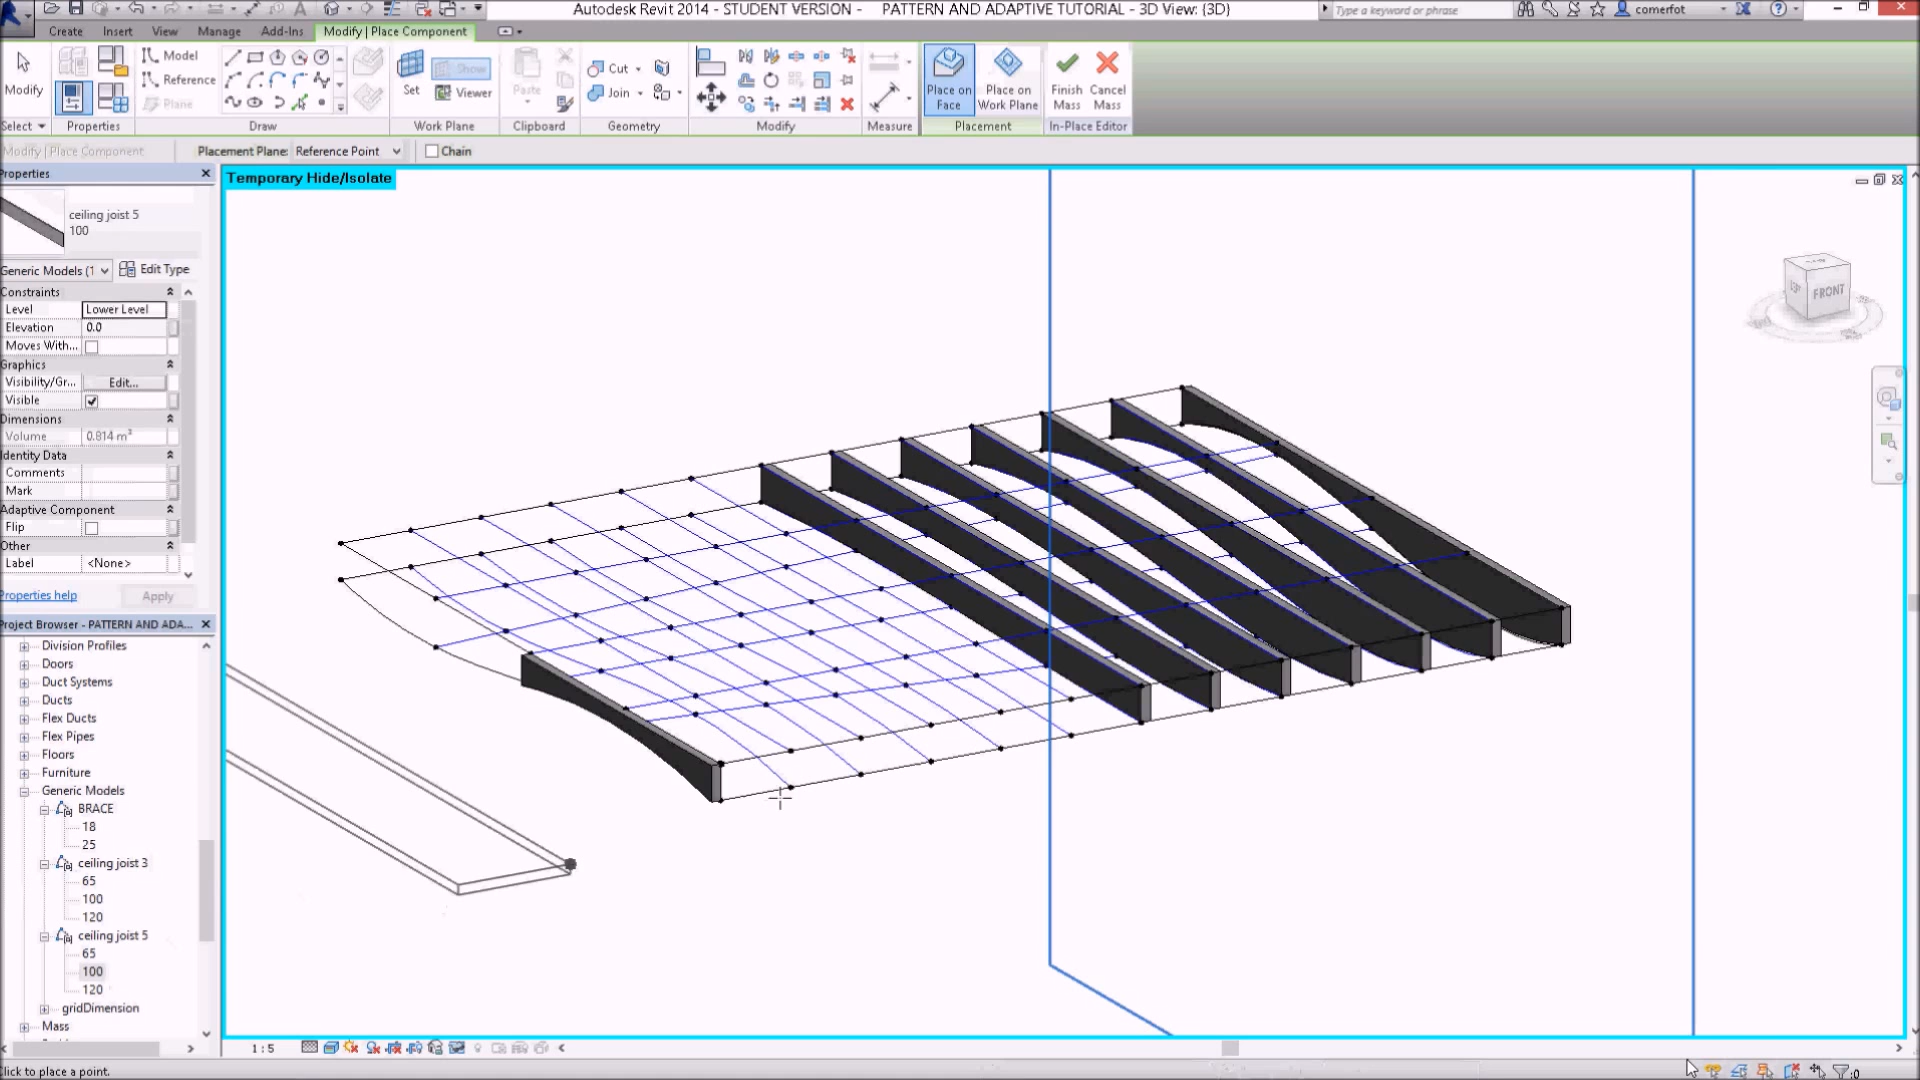 Autodesk Revit 2014 - STUDENT VERSION - PATTERN AND ADAPTIVE TUTORIAL - 3D View: {3D}
Type a keyword or phrase
comerfot
Create Insert View Manage Add-Ins Modify | Place Component
Modify
Model
Reference
Plane
Set
Show
Viewer
Paste
Cut
Join
Place on Face
Place on Work Plane
Finish Mass
Cancel Mass
Select Properties Draw Work Plane Clipboard Geometry Modify Measure Placement In-Place Editor
Modify | Place Component Placement Plane: Reference Point Chain
Properties
Temporary Hide/Isolate
ceiling joist 5
100
Generic Models (1 Edit Type
Constraints
Level Lower Level
Elevation 0.0
Moves With...
Graphics
Visibility/Gr... Edit...
Visible
Dimensions
Volume 0.814 m³
Identity Data
Comments
Mark
Adaptive Component
Flip
Other
Label <None>
Properties help Apply
Project Browser - PATTERN AND ADA...
Division Profiles
Doors
Duct Systems
Ducts
Flex Ducts
Flex Pipes
Floors
Furniture
Generic Models
BRACE
18
25
ceiling joist 3
65
100
120
ceiling joist 5
65
100
120
gridDimension
Mass
FRONT
1 : 5
Click to place a point.
:0